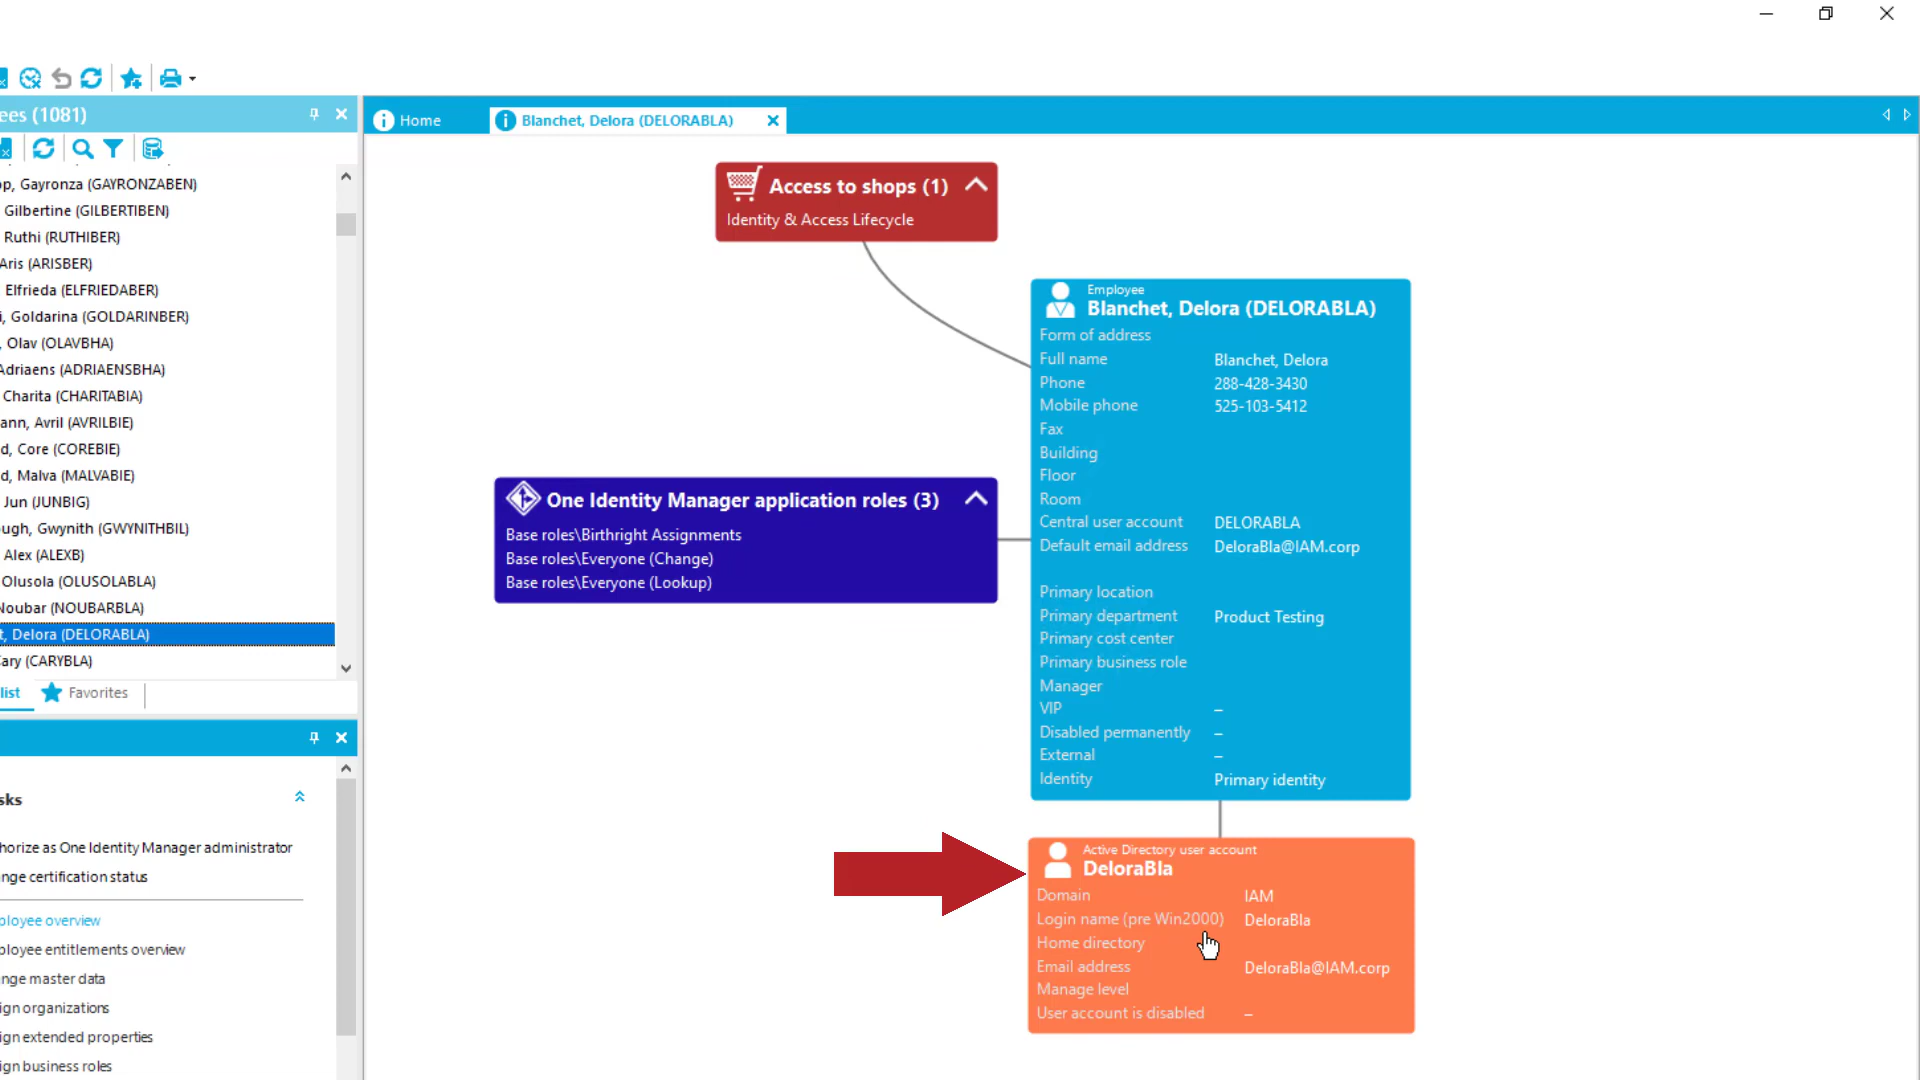 ees (1081)
op, Gayronza (GAYRONZABEN)
Gilbertine (GILBERTIBEN)
Ruthi (RUTHIBER)
Aris (ARISBER)
Elfrieda (ELFRIEDABER)
i, Goldarina (GOLDARINBER)
, Olav (OLAVBHA)
Adriaens (ADRIAENSBHA)
Charita (CHARITABIA)
ann, Avril (AVRILBIE)
d, Core (COREBIE)
d, Malva (MALVABIE)
Jun (JUNBIG)
ough, Gwynith (GWYNITHBIL)
Alex (ALEXB)
Olusola (OLUSOLABLA)
Noubar (NOUBARBLA)
t, Delora (DELORABLA)
Cary (CARYBLA)
list
Favorites
sks
horize as One Identity Manager administrator
nge certification status
ployee overview
ployee entitlements overview
nge master data
ign organizations
ign extended properties
ign business roles
Home
Blanchet, Delora (DELORABLA)
Access to shops (1)
Identity & Access Lifecycle
One Identity Manager application roles (3)
Base roles\Birthright Assignments
Base roles\Everyone (Change)
Base roles\Everyone (Lookup)
Employee
Blanchet, Delora (DELORABLA)
Form of address
Full name Blanchet, Delora
Phone 288-428-3430
Mobile phone 525-103-5412
Fax
Building
Floor
Room
Central user account DELORABLA
Default email address DeloraBla@IAM.corp
Primary location
Primary department Product Testing
Primary cost center
Primary business role
Manager
VIP –
Disabled permanently –
External –
Identity Primary identity
Active Directory user account
DeloraBla
Domain IAM
Login name (pre Win2000) DeloraBla
Home directory
Email address DeloraBla@IAM.corp
Manage level
User account is disabled –